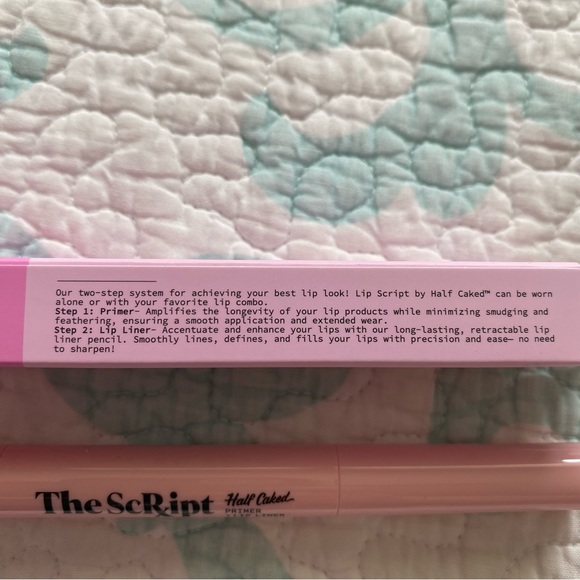 Our two-step system for achieving your best lip look! Lip Script by Half Caked™ can be worn
alone or with your favorite lip combo.
Step 1: Primer– Amplifies the longevity of your lip products while minimizing smudging and
feathering, ensuring a smooth application and extended wear.
Step 2: Lip Liner– Accentuate and enhance your lips with our long-lasting, retractable lip
liner pencil. Smoothly lines, defines, and fills your lips with precision and ease– no need
to sharpen!
The ScRipt Half Caked
PRIMER
+LIP LINER